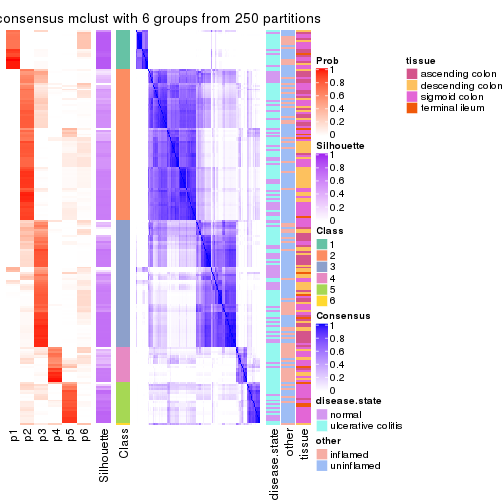 consensus mclust with 6 groups from 250 partitions
Prob
1
0.8
0.6
0.4
0.2
0
Silhouette
1
0.8
0.6
0.4
0.2
0
Class
1
2
3
4
5
6
Consensus
1
0.8
0.6
0.4
0.2
0
disease.state
normal
ulcerative colitis
other
inflamed
uninflamed
tissue
ascending colon
descending colon
sigmoid colon
terminal ileum
p1
p2
p3
p4
p5
p6
Silhouette
Class
disease.state
other
tissue